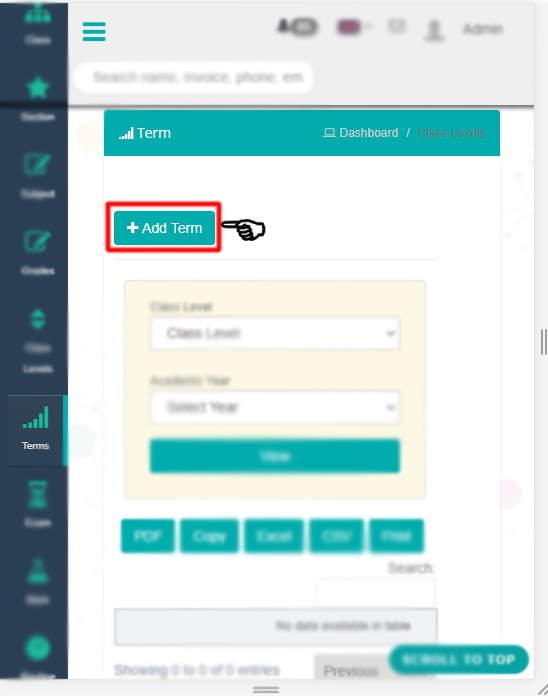 Class
Admin
Search name, invoice, phone, em
Section
Term
Dashboard / Class Levels
Subject
Add Term
Grades
Class Level
Class Level
Class
Levels
Academic Year
Select Year
Terms
View
Exam
PDF Copy Excel CSV Print
Search:
No data available in table
SCROLL TO TOP
Showing 0 to 0 of 0 entries
Previous